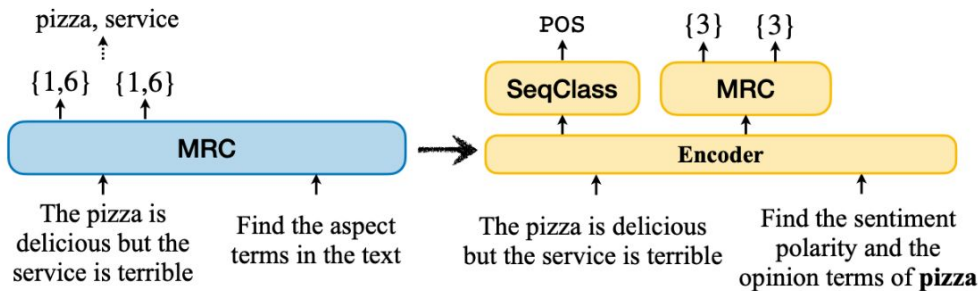 pizza, service
{1,6} {1,6}
MRC
The pizza is
delicious but the
service is terrible
Find the aspect
terms in the text
POS {3} {3}
SeqClass MRC
Encoder
The pizza is delicious
but the service is terrible
Find the sentiment
polarity and the
opinion terms of pizza